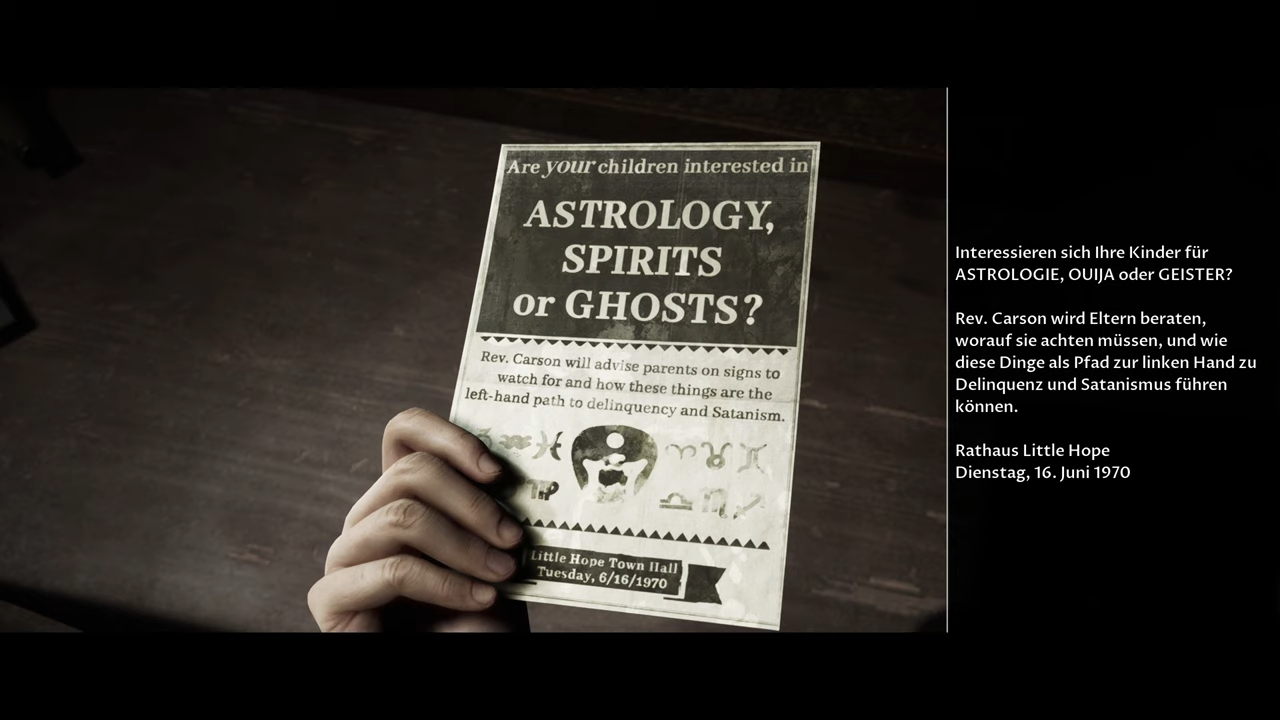 Are your children interested in
ASTROLOGY,
SPIRITS
or GHOSTS?
Rev. Carson will advise parents on signs to
watch for and how these things are the
left-hand path to delinquency and Satanism.
Little Hope Town Hall
Tuesday, 6/16/1970
Interessieren sich Ihre Kinder für
ASTROLOGIE, OUIJA oder GEISTER?
Rev. Carson wird Eltern beraten,
worauf sie achten müssen, und wie
diese Dinge als Pfad zur linken Hand zu
Delinquenz und Satanismus führen
können.
Rathaus Little Hope
Dienstag, 16. Juni 1970